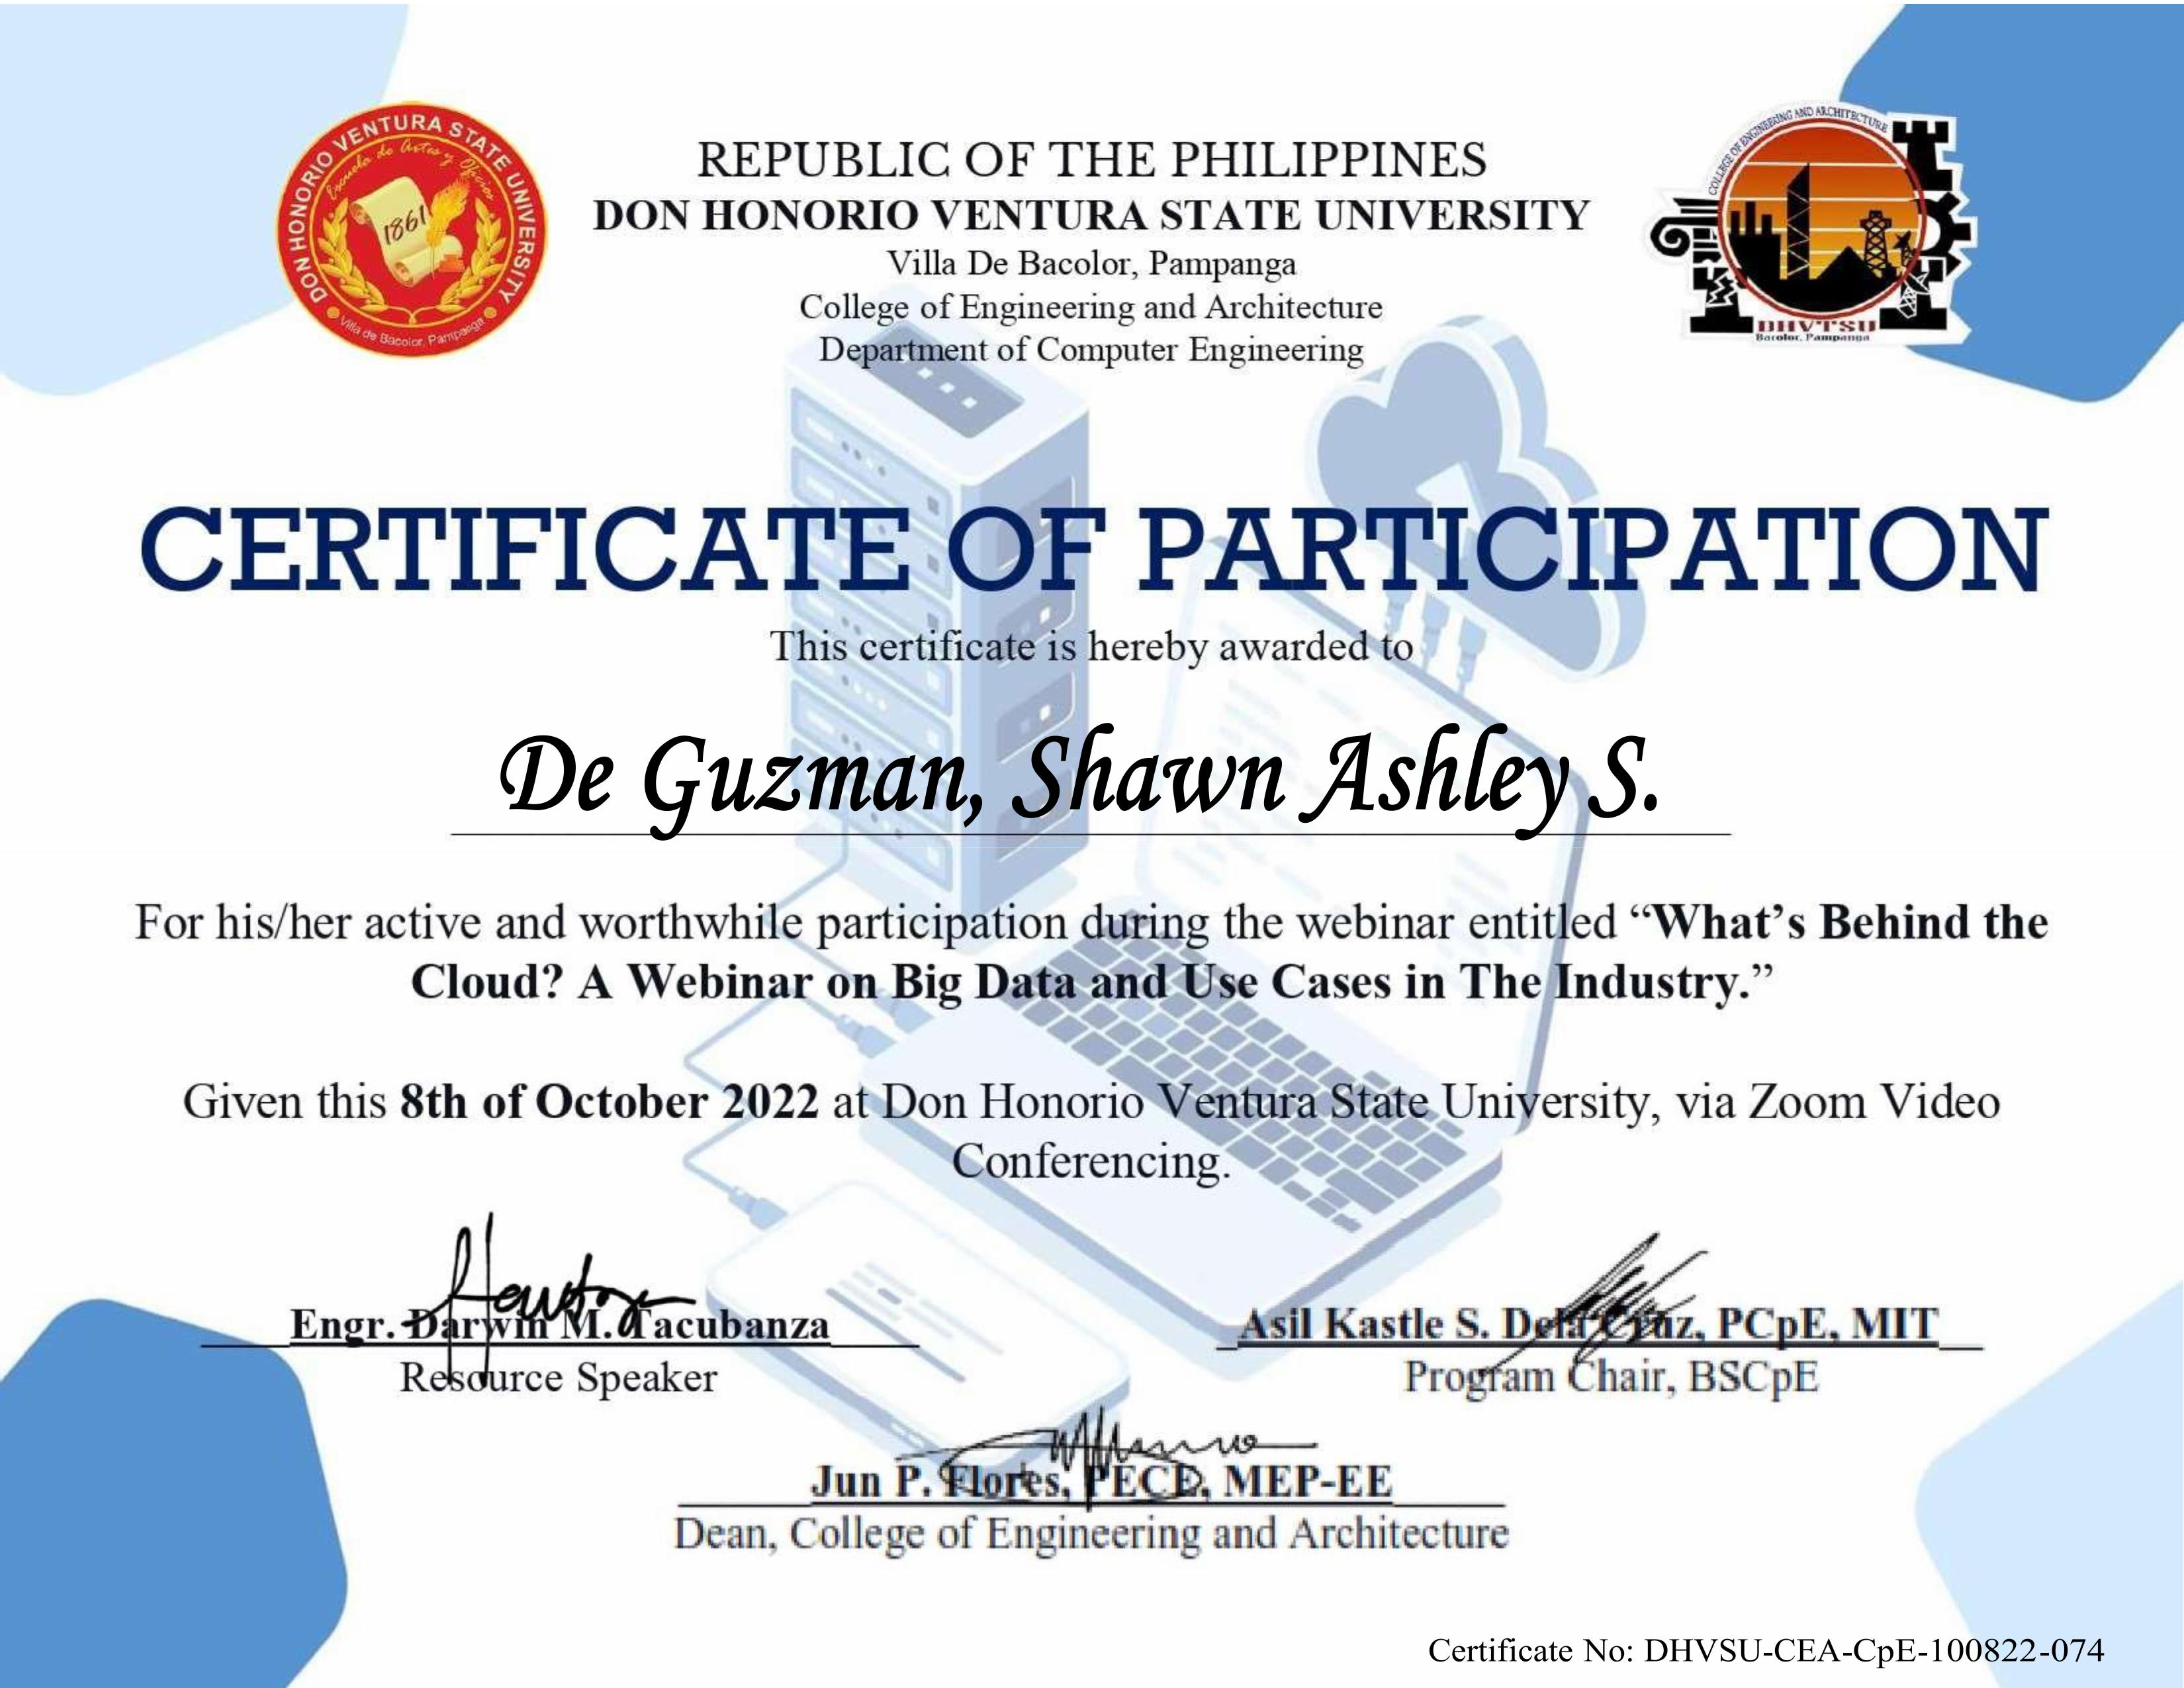 DON HONORIO VENTURA STATE UNIVERSITY
Escuela de Artes y Oficios
1861
Villa de Bacolor, Pampanga
REPUBLIC OF THE PHILIPPINES
DON HONORIO VENTURA STATE UNIVERSITY
Villa De Bacolor, Pampanga
College of Engineering and Architecture
Department of Computer Engineering
COLLEGE OF ENGINEERING AND ARCHITECTURE
DHVTSU
Bacolor, Pampanga
CERTIFICATE OF PARTICIPATION
This certificate is hereby awarded to
De Guzman, Shawn Ashley S.
For his/her active and worthwhile participation during the webinar entitled “What’s Behind the
Cloud? A Webinar on Big Data and Use Cases in The Industry.”
Given this 8th of October 2022 at Don Honorio Ventura State University, via Zoom Video
Conferencing.
Engr. Darwin M. Tacubanza
Resource Speaker
Asil Kastle S. Dela Cruz, PCpE, MIT
Program Chair, BSCpE
Jun P. Flores, PECE, MEP-EE
Dean, College of Engineering and Architecture
Certificate No: DHVSU-CEA-CpE-100822-074